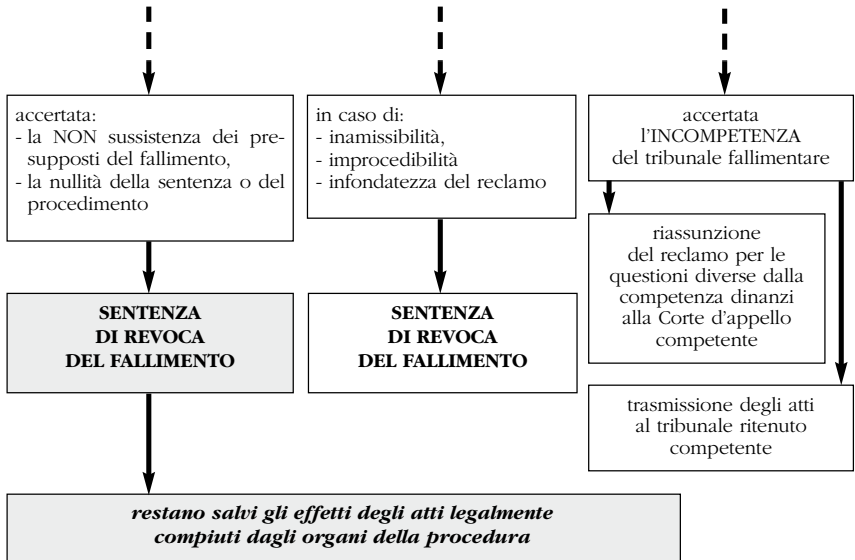 accertata:
- la NON sussistenza dei pre-
supposti del fallimento,
- la nullità della sentenza o del
procedimento
in caso di:
- inamissibilità,
- improcedibilità
- infondatezza del reclamo
accertata
l'INCOMPETENZA
del tribunale fallimentare
riassunzione
del reclamo per le
questioni diverse dalla
competenza dinanzi
alla Corte d'appello
competente
SENTENZA
DI REVOCA
DEL FALLIMENTO
SENTENZA
DI REVOCA
DEL FALLIMENTO
trasmissione degli atti
al tribunale ritenuto
competente
restano salvi gli effetti degli atti legalmente
compiuti dagli organi della procedura